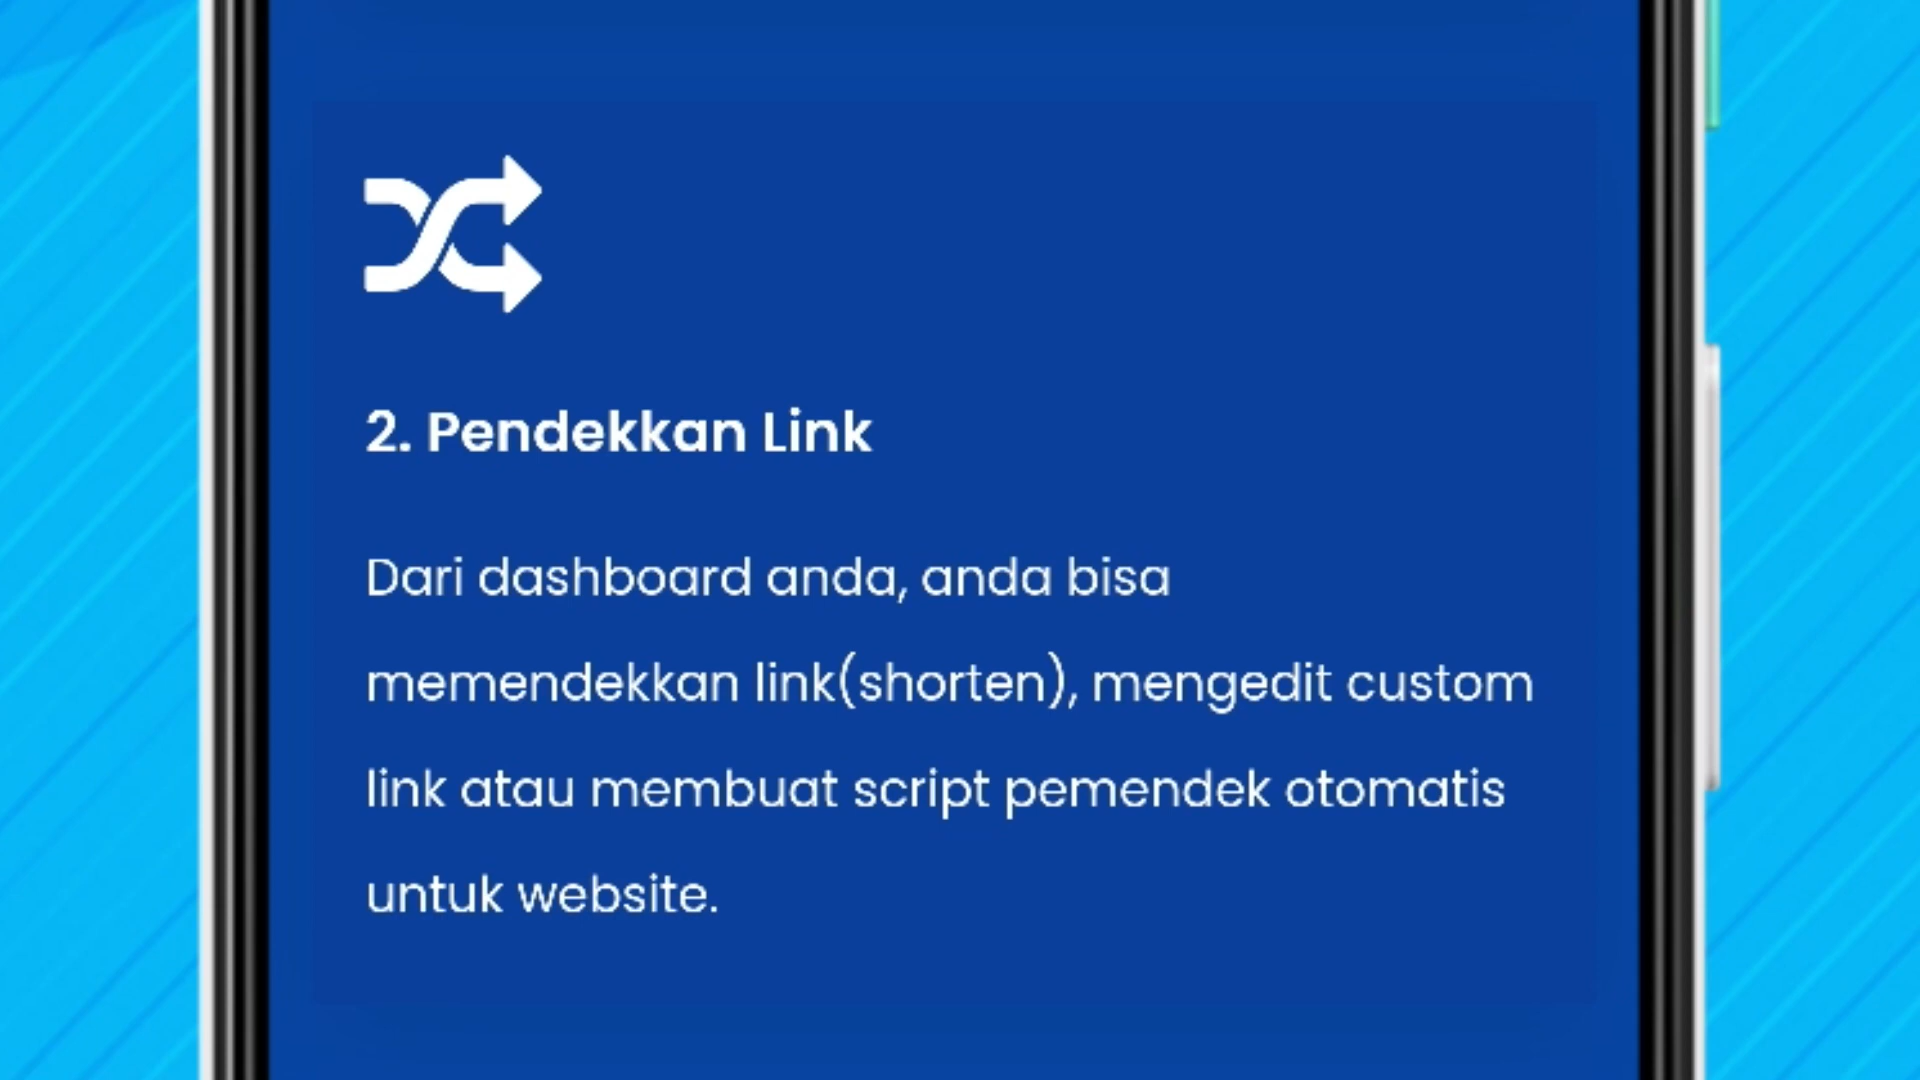 2. Pendekkan Link
Dari dashboard anda, anda bisa
memendekkan link(shorten), mengedit custom
link atau membuat script pemendek otomatis
untuk website.